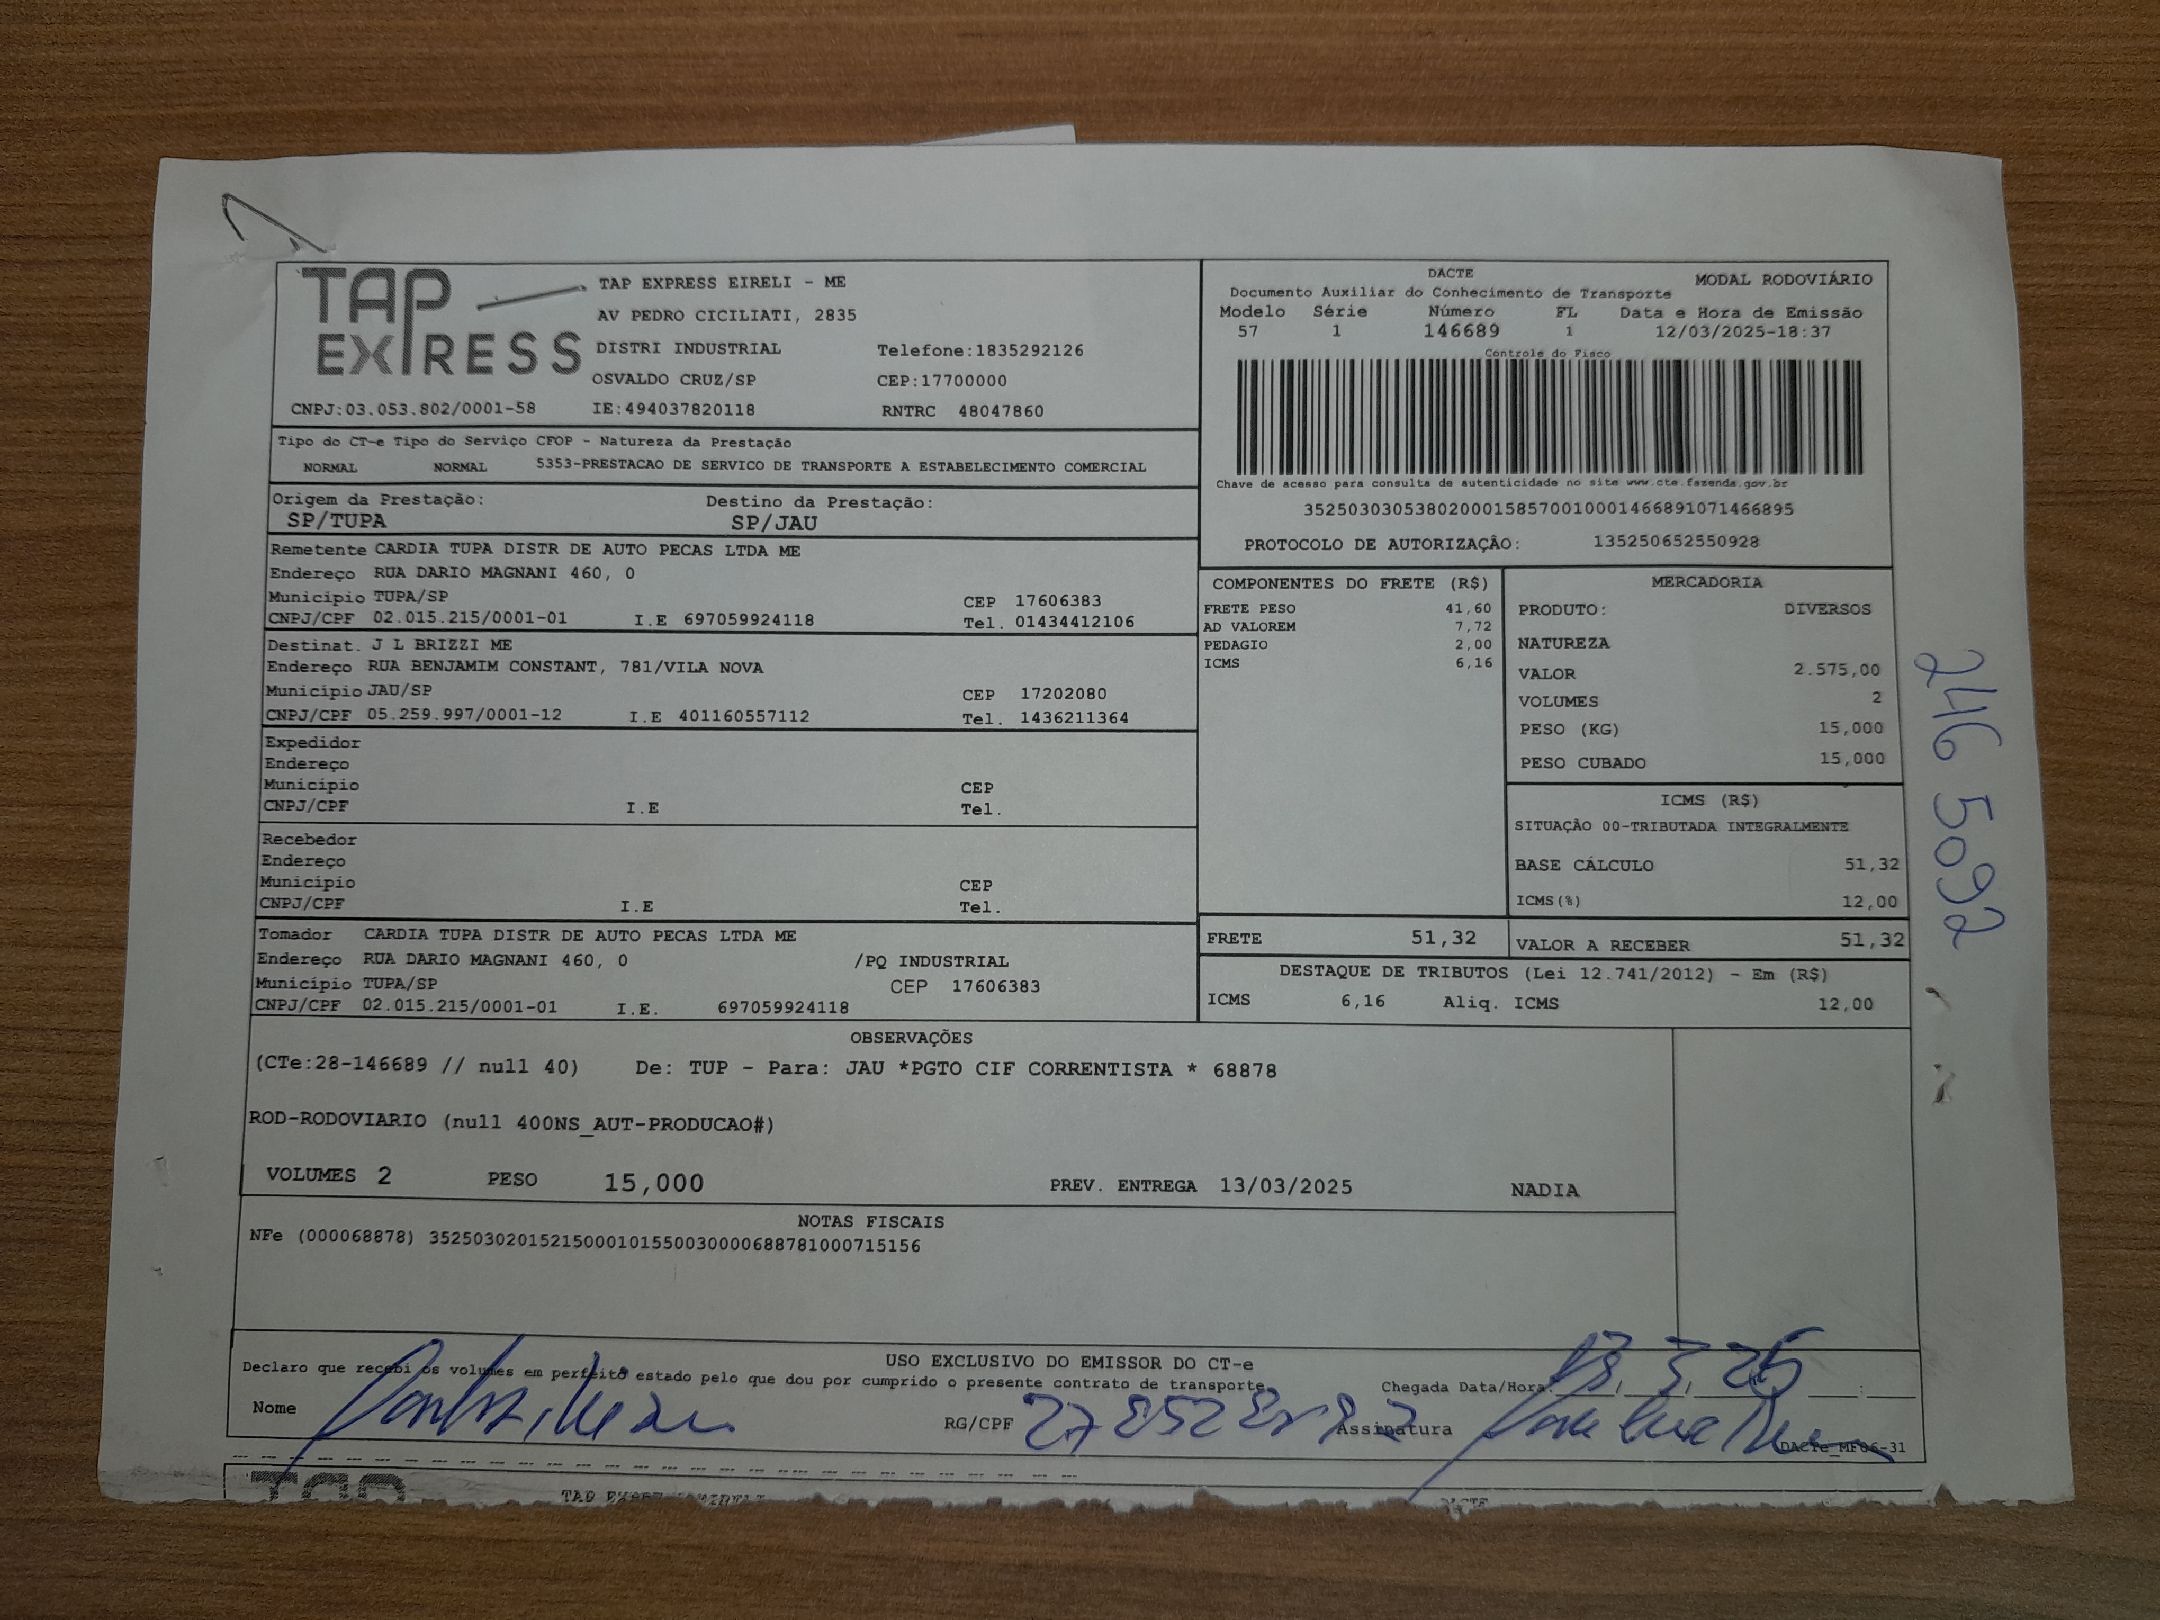 TAP EXPRESS
TAP EXPRESS EIRELI - ME
AV PEDRO CICILIATI, 2835
DISTRI INDUSTRIAL Telefone:1835292126
OSVALDO CRUZ/SP CEP:17700000
CNPJ:03.053.802/0001-58 IE:494037820118 RNTRC 48047860
DACTE MODAL RODOVIÁRIO
Documento Auxiliar do Conhecimento de Transporte
Modelo Série Número FL Data e Hora de Emissão
57 1 146689 1 12/03/2025-18:37
Controle do Fisco
Chave de acesso para consulta de autenticidade no site www.cte.fazenda.gov.br
35250303053802000158570010001466891071466895
PROTOCOLO DE AUTORIZAÇÂO: 135250652550928
Tipo do CT-e Tipo do Serviço CFOP - Natureza da Prestação
NORMAL NORMAL 5353-PRESTACAO DE SERVICO DE TRANSPORTE A ESTABELECIMENTO COMERCIAL
Origem da Prestação: Destino da Prestação:
SP/TUPA SP/JAU
Remetente CARDIA TUPA DISTR DE AUTO PECAS LTDA ME
Endereço RUA DARIO MAGNANI 460, 0
Município TUPA/SP CEP 17606383
CNPJ/CPF 02.015.215/0001-01 I.E 697059924118 Tel. 01434412106
Destinat. J L BRIZZI ME
Endereço RUA BENJAMIM CONSTANT, 781/VILA NOVA
Município JAU/SP CEP 17202080
CNPJ/CPF 05.259.997/0001-12 I.E 401160557112 Tel. 1436211364
Expedidor
Endereço
Município CEP
CNPJ/CPF I.E Tel.
Recebedor
Endereço
Município CEP
CNPJ/CPF I.E Tel.
Tomador CARDIA TUPA DISTR DE AUTO PECAS LTDA ME
Endereço RUA DARIO MAGNANI 460, 0 /PQ INDUSTRIAL
Município TUPA/SP CEP 17606383
CNPJ/CPF 02.015.215/0001-01 I.E. 697059924118
COMPONENTES DO FRETE (R$)
FRETE PESO 41,60
AD VALOREM 7,72
PEDAGIO 2,00
ICMS 6,16
MERCADORIA
PRODUTO: DIVERSOS
NATUREZA
VALOR 2.575,00
VOLUMES 2
PESO (KG) 15,000
PESO CUBADO 15,000
ICMS (R$)
SITUAÇÃO 00-TRIBUTADA INTEGRALMENTE
BASE CÁLCULO 51,32
ICMS(%) 12,00
FRETE 51,32 VALOR A RECEBER 51,32
DESTAQUE DE TRIBUTOS (Lei 12.741/2012) - Em (R$)
ICMS 6,16 Aliq. ICMS 12,00
246 5092
OBSERVAÇÕES
(CTe:28-146689 // null 40) De: TUP - Para: JAU *PGTO CIF CORRENTISTA * 68878
ROD-RODOVIARIO (null 400NS_AUT-PRODUCAO#)
VOLUMES 2 PESO 15,000 PREV. ENTREGA 13/03/2025 NADIA
NOTAS FISCAIS
NFe (000068878) 35250302015215000101550030000688781000715156
USO EXCLUSIVO DO EMISSOR DO CT-e
Declaro que recebi os volumes em perfeito estado pelo que dou por cumprido o presente contrato de transporte.
Chegada Data/Hora: 13/3/25
Nome RG/CPF Assinatura
DACTe_MF06-31